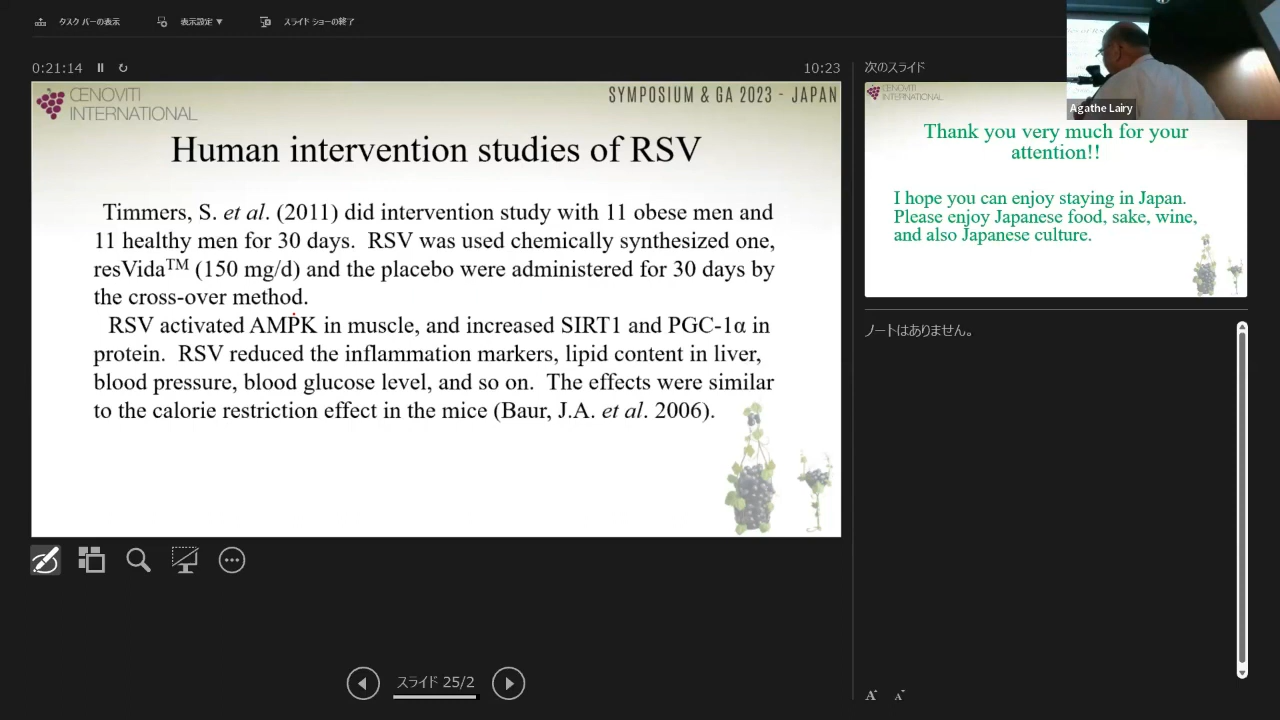 タスク バーの表示
表示設定 ▼
スライド ショーの終了
0:21:14
10:23
CENOVITI
INTERNATIONAL
SYMPOSIUM & GA 2023 - JAPAN
Human intervention studies of RSV
Timmers, S. et al. (2011) did intervention study with 11 obese men and
11 healthy men for 30 days. RSV was used chemically synthesized one,
resVida™ (150 mg/d) and the placebo were administered for 30 days by
the cross-over method.
RSV activated AMPK in muscle, and increased SIRT1 and PGC-1α in
protein. RSV reduced the inflammation markers, lipid content in liver,
blood pressure, blood glucose level, and so on. The effects were similar
to the calorie restriction effect in the mice (Baur, J.A. et al. 2006).
スライド 25/2
次のスライド
Agathe Lairy
CENOVITI
INTERNATIONAL
Thank you very much for your
attention!!
I hope you can enjoy staying in Japan.
Please enjoy Japanese food, sake, wine,
and also Japanese culture.
ノートはありません。
A A